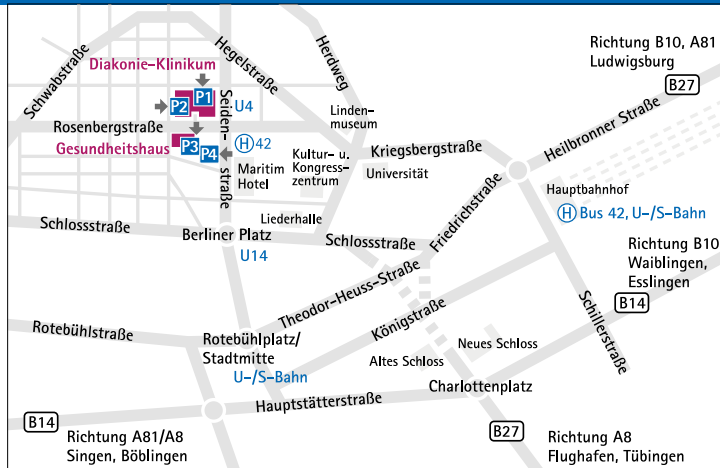 Schwabstraße
Hegelstraße
Herdweg
Richtung B10, A81
Ludwigsburg
B27
Diakonie-Klinikum
P1
P2
U4
Seiden-
straße
Linden-
museum
Heilbronner Straße
Rosenbergstraße
H 42
Gesundheitshaus
P3
P4
Maritim
Hotel
Kultur- u.
Kongress-
zentrum
Kriegsbergstraße
Universität
Hauptbahnhof
H Bus 42, U-/S-Bahn
Friedrichstraße
Liederhalle
Schlossstraße
Berliner Platz
Schlossstraße
U14
Richtung B10
Waiblingen,
Esslingen
B14
Theodor-Heuss-Straße
Königstraße
Schillerstraße
Rotebühlstraße
Rotebühlplatz/
Stadtmitte
U-/S-Bahn
Neues Schloss
Altes Schloss
Charlottenplatz
Hauptstätterstraße
B14
Richtung A81/A8
Singen, Böblingen
B27
Richtung A8
Flughafen, Tübingen